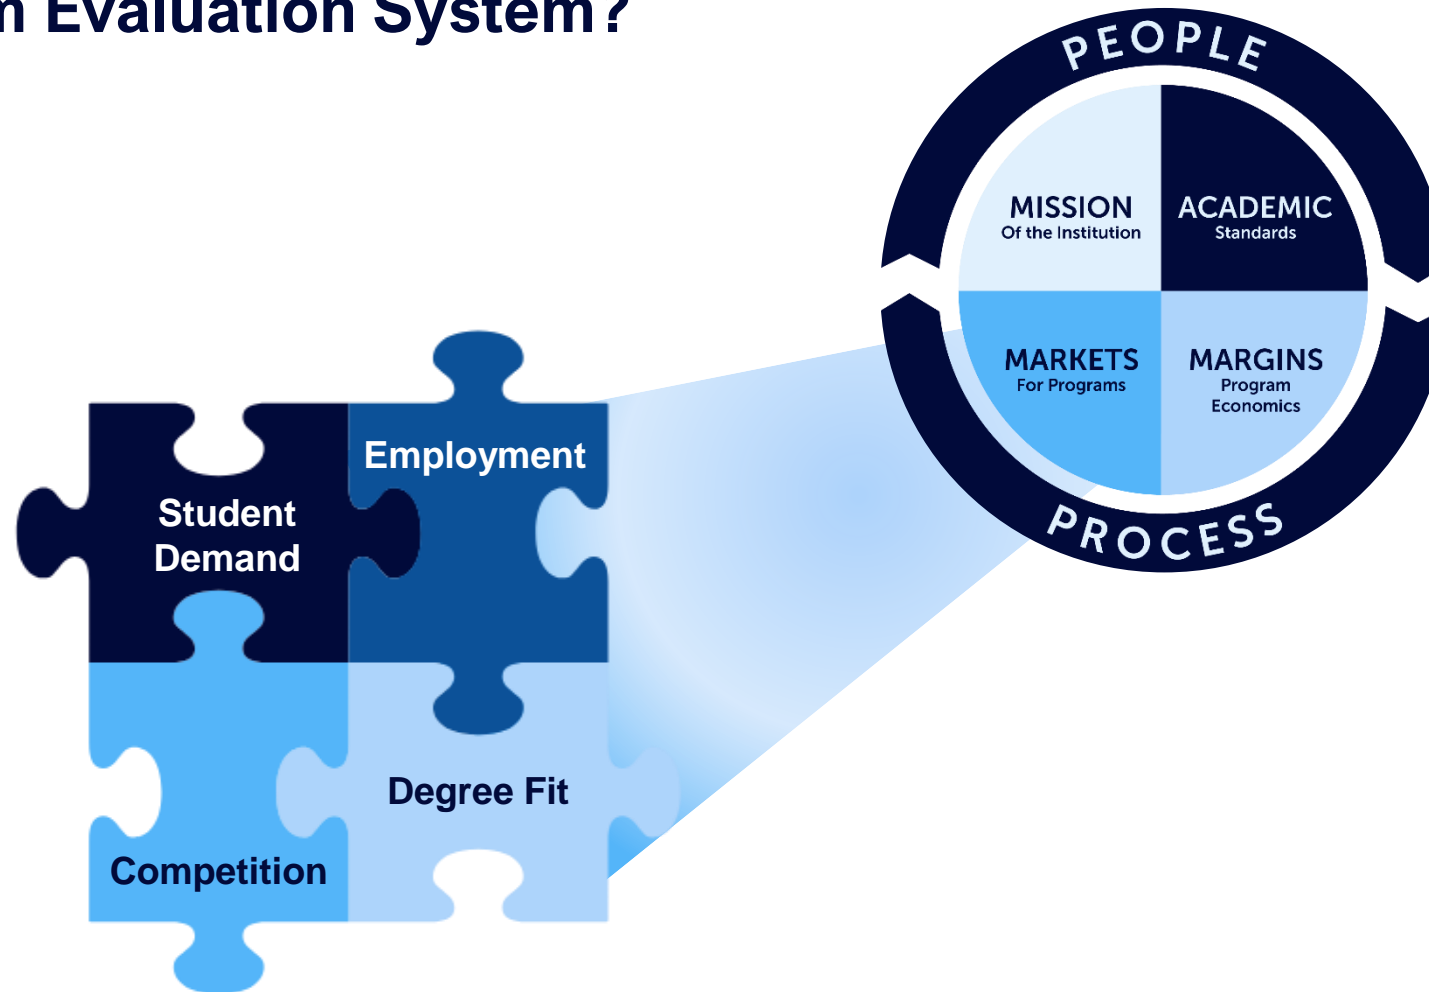 Evaluation System?
PEOPLE
MISSION
Of the Institution
ACADEMIC
Standards
MARKETS
For Programs
MARGINS
Program
Economics
PROCESS
Employment
Student
Demand
Degree Fit
Competition